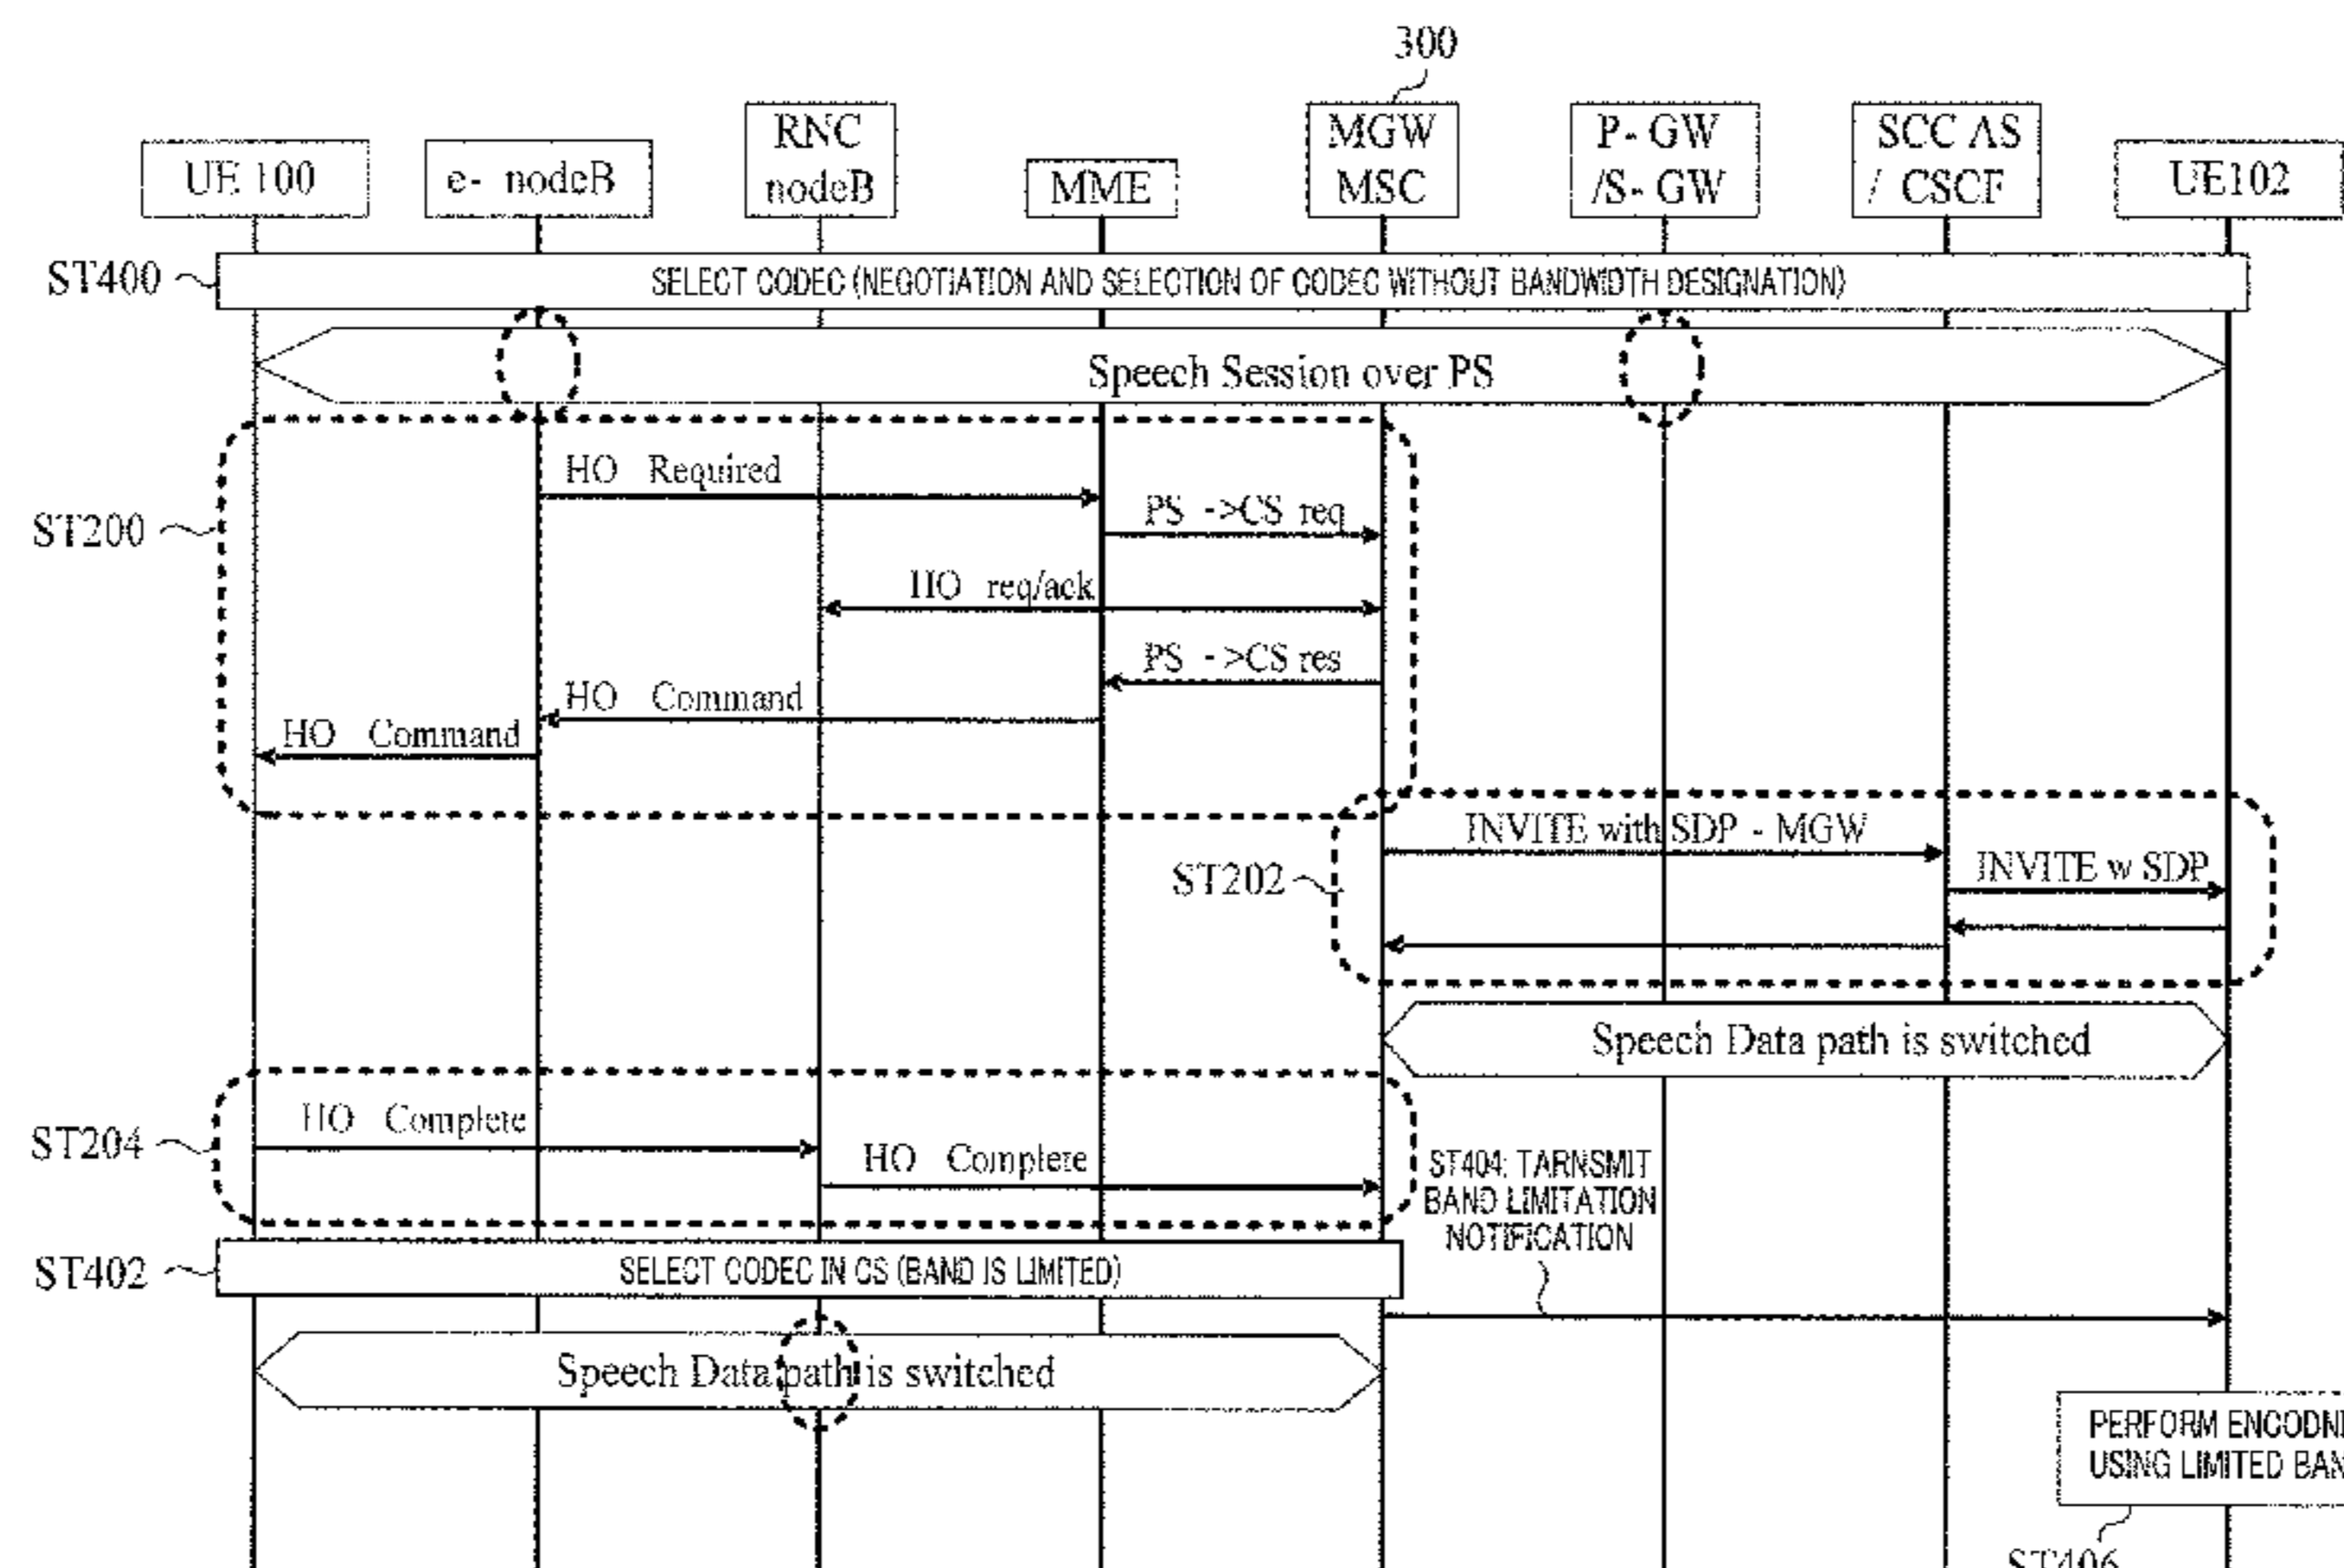 300
UE 100
e- nodeB
RNC
nodeB
MME
MGW
MSC
P- GW
/S- GW
SCC AS
/ CSCF
UE102
ST400
SELECT CODEC (NEGOTIATION AND SELECTION OF CODEC WITHOUT BANDWIDTH DESIGNATION)
Speech Session over PS
ST200
HO Required
PS ->CS req
HO req/ack
PS ->CS res
HO Command
HO Command
ST202
INVITE with SDP - MGW
INVITE w SDP
Speech Data path is switched
ST204
HO Complete
HO Complete
ST404: TARNSMIT
BAND LIMITATION
NOTIFICATION
ST402
SELECT CODEC IN CS (BAND IS LIMITED)
Speech Data path is switched
PERFORM
USING LIMITED
ST406